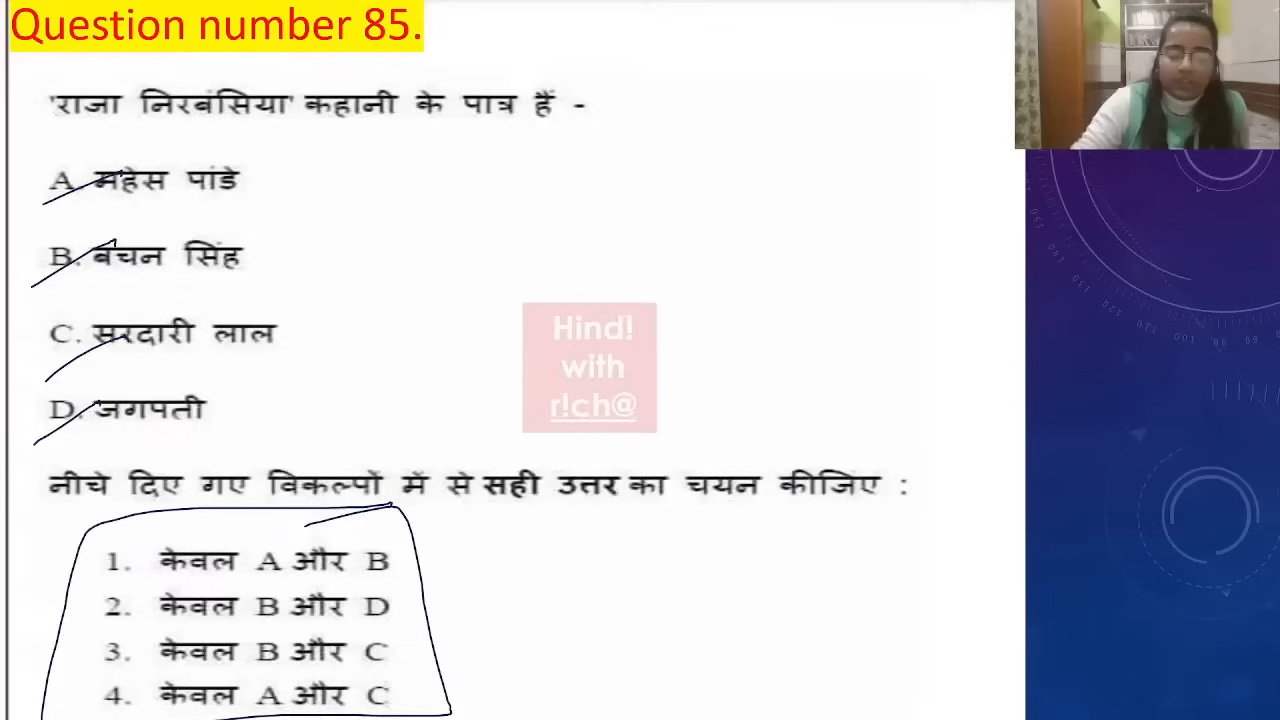 Question number 85.
'राजा निरबंसिया' कहानी के पात्र हैं -
A. महेस पांडे
B. बचन सिंह
C. सरदारी लाल
D. जगपती
Hind!
with
r!ch@
नीचे दिए गए विकल्पों में से सही उत्तर का चयन कीजिए :
1. केवल A और B
2. केवल B और D
3. केवल B और C
4. केवल A और C